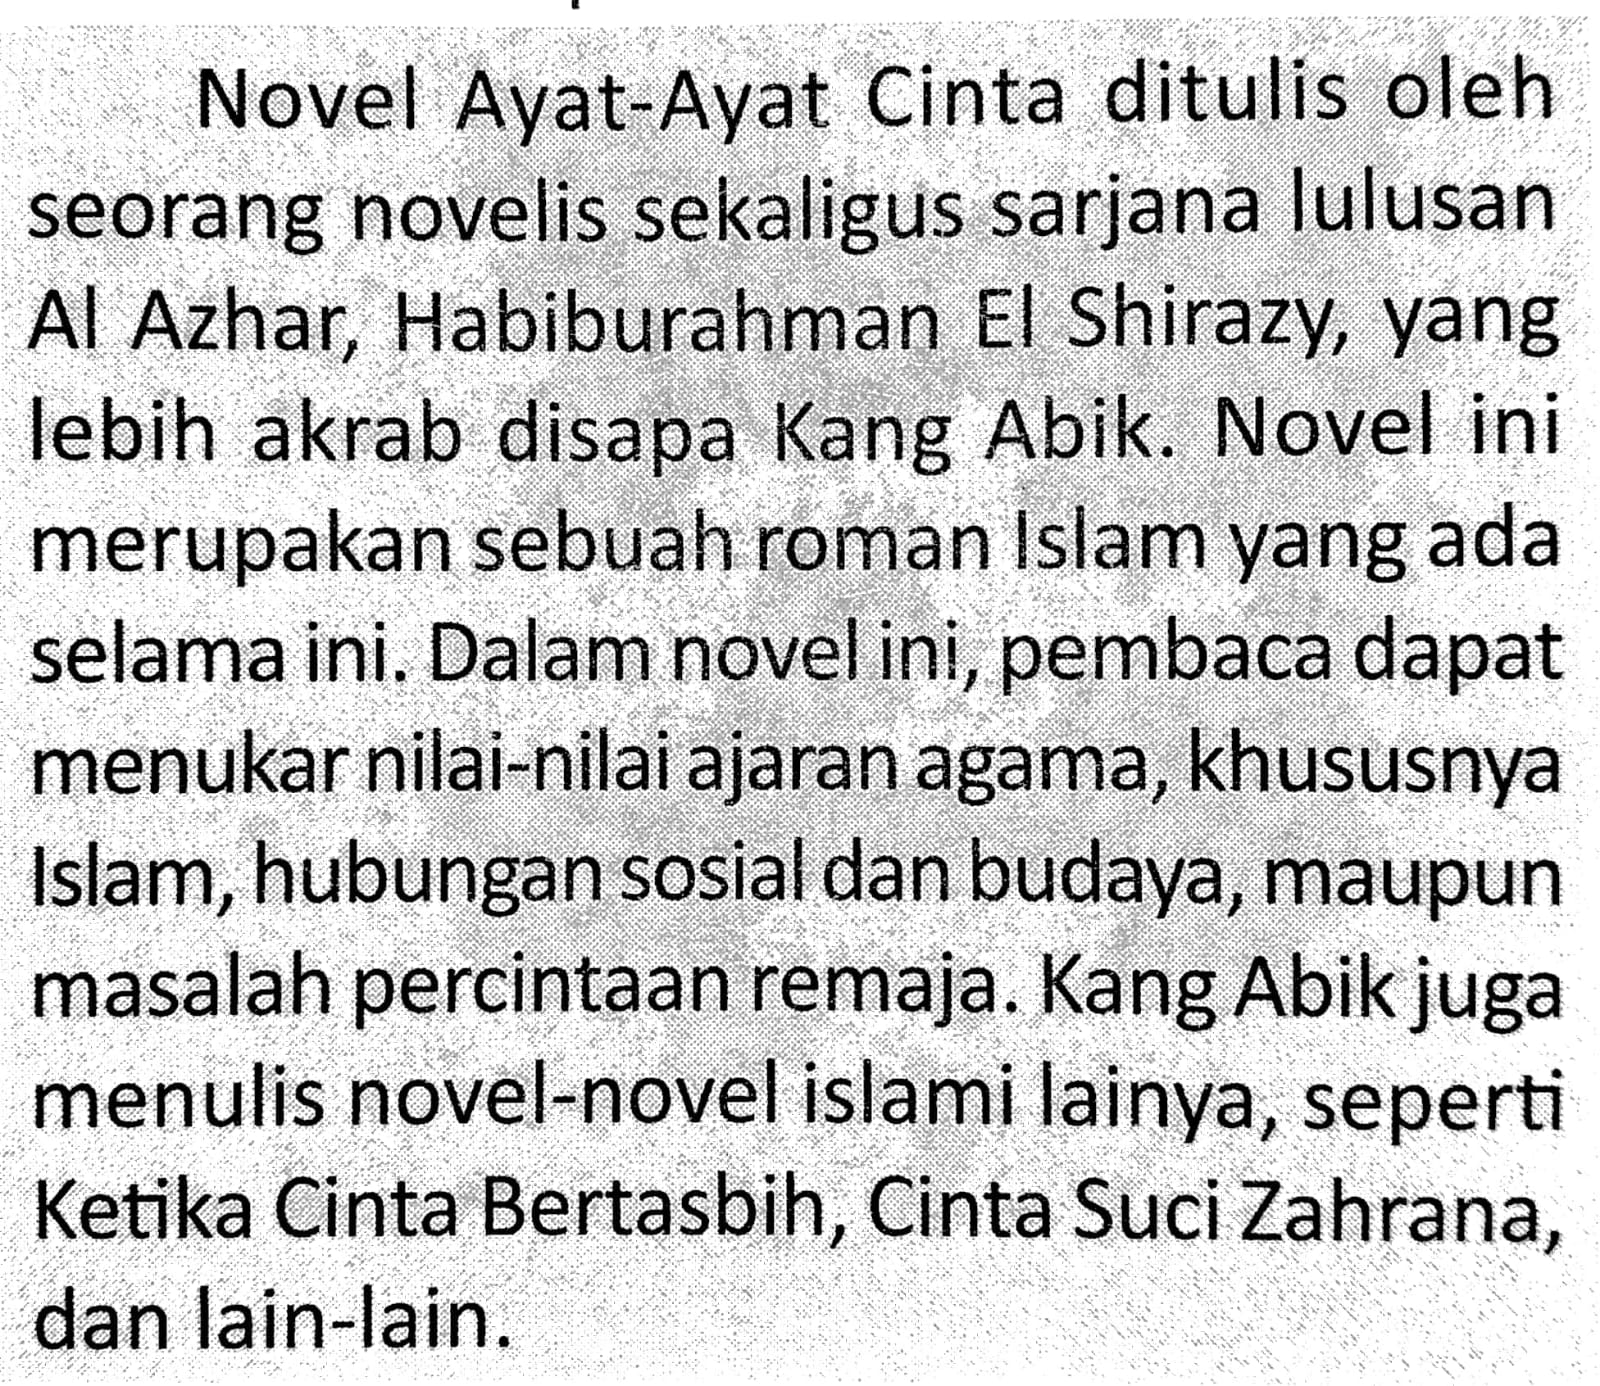 Novel Ayat-Ayat Cinta ditulis oleh
seorang novelis sekaligus sarjana lulusan
Al Azhar, Habiburahman El Shirazy, yang
lebih akrab disapa Kang Abik. Novel ini
merupakan sebuah roman Islam yang ada
selama ini. Dalam novel ini, pembaca dapat
menukar nilai-nilai ajaran agama, khususnya
Islam, hubungan sosial dan budaya, maupun
masalah percintaan remaja. Kang Abik juga
menulis novel-novel islami lainya, seperti
Ketika Cinta Bertasbih, Cinta Suci Zahrana,
dan lain-lain.